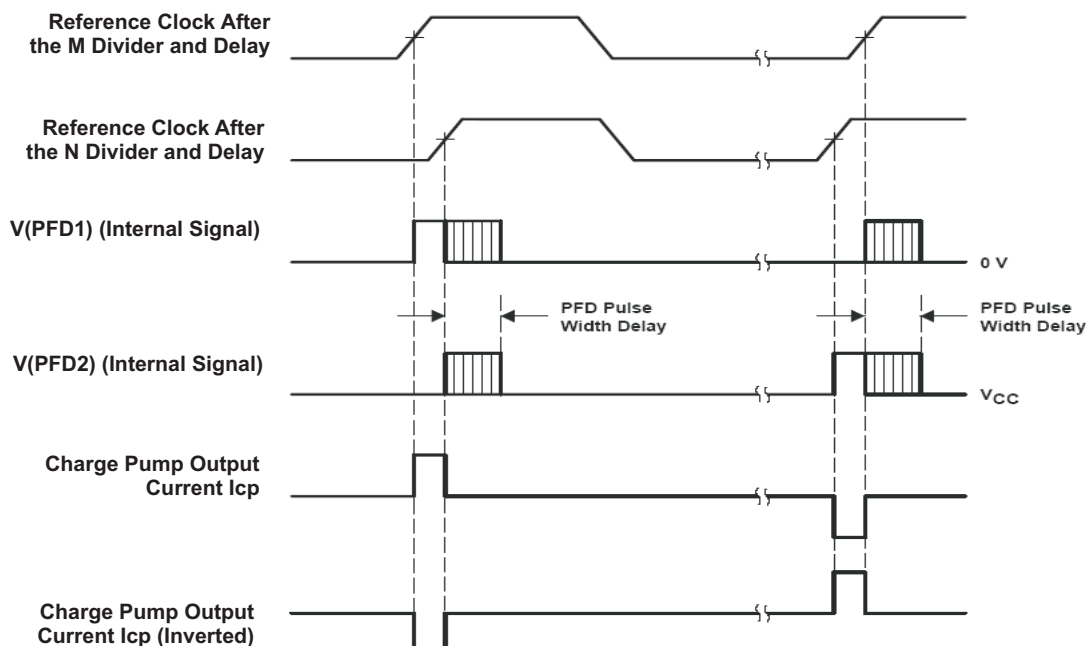 Reference Clock After
the M Divider and Delay
Reference Clock After
the N Divider and Delay
V(PFD1) (Internal Signal)
0 V
PFD Pulse
Width Delay
PFD Pulse
Width Delay
V(PFD2) (Internal Signal)
VCC
Charge Pump Output
Current Icp
Charge Pump Output
Current Icp (Inverted)